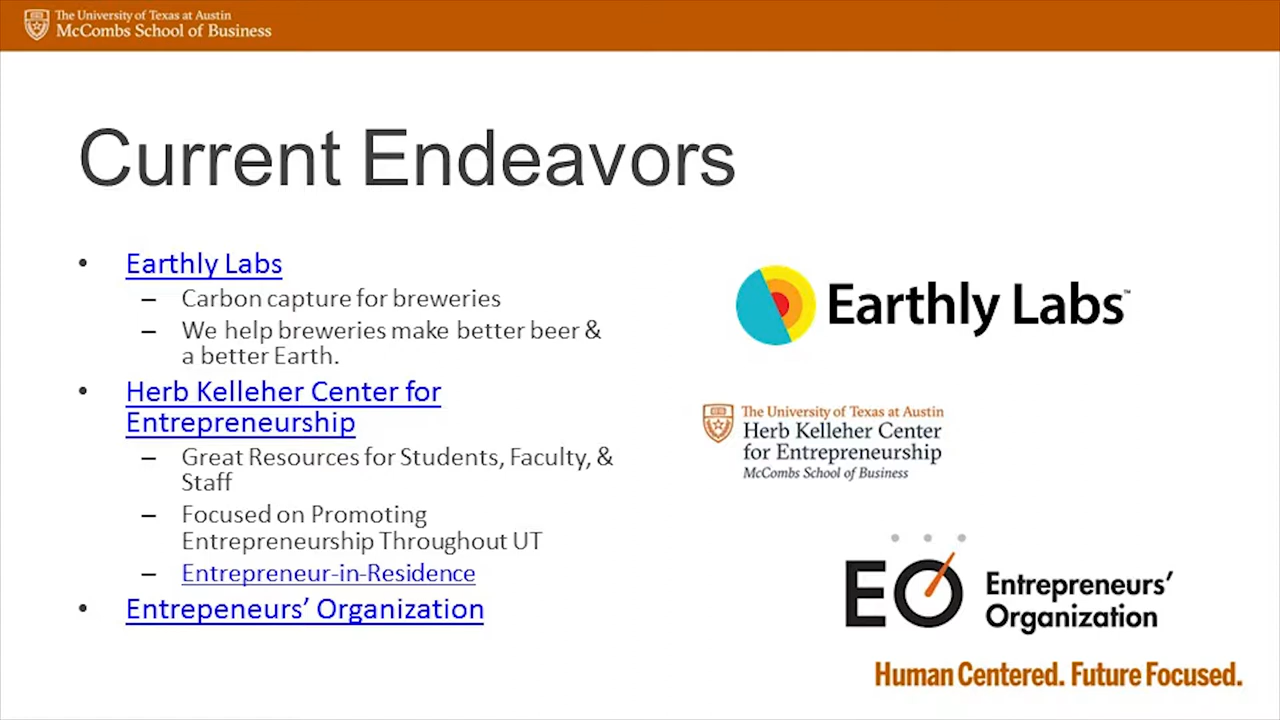 The University of Texas at Austin
McCombs School of Business
Current Endeavors
• Earthly Labs
– Carbon capture for breweries
– We help breweries make better beer &
a better Earth.
• Herb Kelleher Center for
Entrepreneurship
– Great Resources for Students, Faculty, &
Staff
– Focused on Promoting
Entrepreneurship Throughout UT
– Entrepreneur-in-Residence
• Entrepeneurs’ Organization
Earthly Labs™
The University of Texas at Austin
Herb Kelleher Center
for Entrepreneurship
McCombs School of Business
EO Entrepreneurs’
Organization
Human Centered. Future Focused.